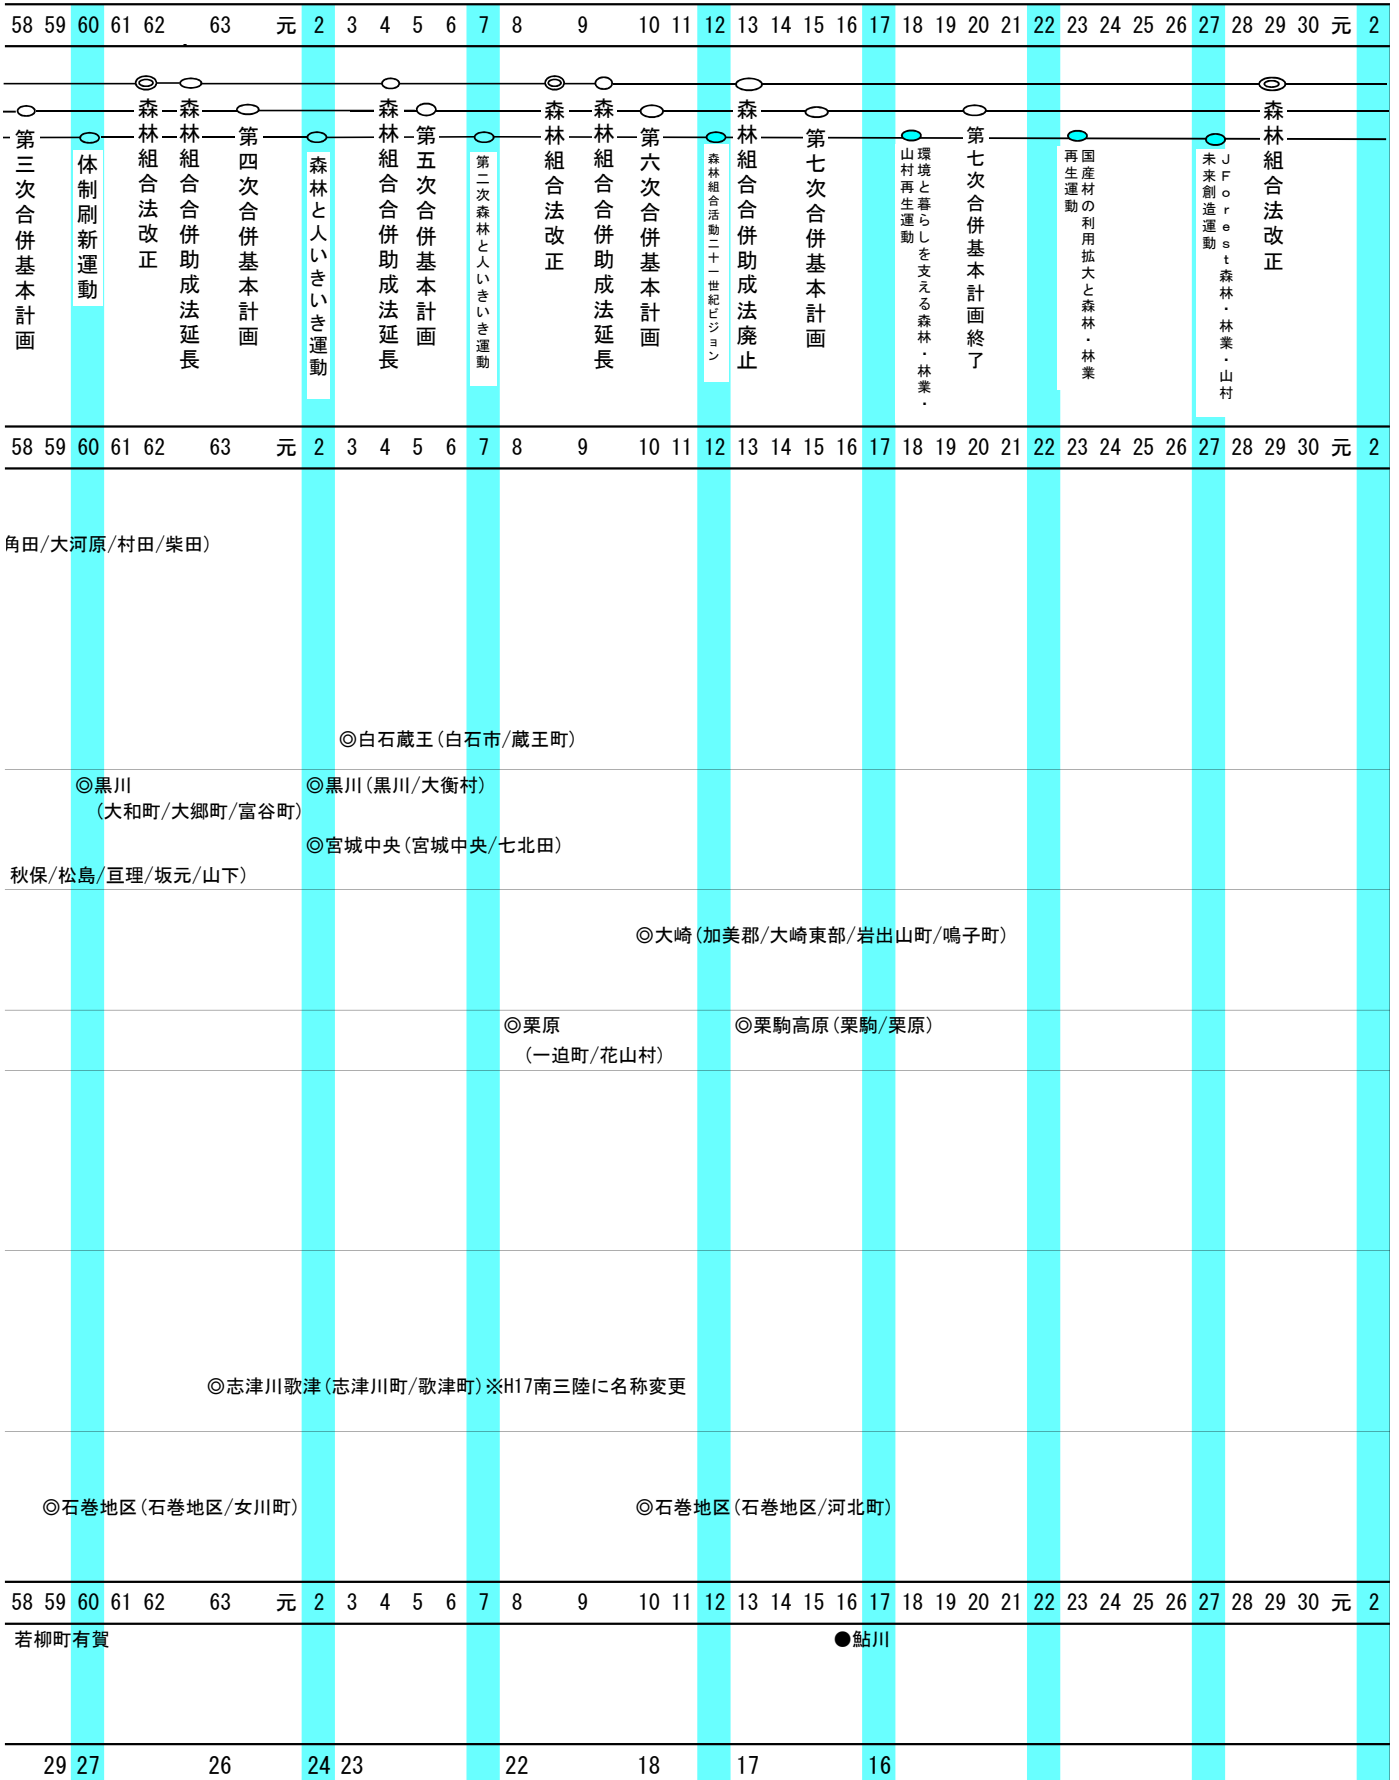 58 59 60 61 62 63 元 2 3 4 5 6 7 8 9 10 11 12 13 14 15 16 17 18 19 20 21 22 23 24 25 26 27 28 29 30 元 2
第三次合併基本計画
体制刷新運動
森林組合法改正
森林組合合併助成法延長
第四次合併基本計画
森林と人いきいき運動
森林組合合併助成法延長
第五次合併基本計画
第二次森林と人いきいき運動
森林組合法改正
森林組合合併助成法延長
第六次合併基本計画
森林組合活動二十一世紀ビジョン
森林組合合併助成法廃止
第七次合併基本計画
環境と暮らしを支える森林・林業・
山村再生運動
第七次合併基本計画終了
国産材の利用拡大と森林・林業
再生運動
JForest森林・林業・山村
未来創造運動
森林組合法改正
58 59 60 61 62 63 元 2 3 4 5 6 7 8 9 10 11 12 13 14 15 16 17 18 19 20 21 22 23 24 25 26 27 28 29 30 元 2
角田/大河原/村田/柴田)
◎白石蔵王(白石市/蔵王町)
◎黒川
(大和町/大郷町/富谷町)
◎黒川(黒川/大衡村)
◎宮城中央(宮城中央/七北田)
秋保/松島/亘理/坂元/山下)
◎大崎(加美郡/大崎東部/岩出山町/鳴子町)
◎栗原
(一迫町/花山村)
◎栗駒高原(栗駒/栗原)
◎志津川歌津(志津川町/歌津町)※H17南三陸に名称変更
◎石巻地区(石巻地区/女川町)
◎石巻地区(石巻地区/河北町)
58 59 60 61 62 63 元 2 3 4 5 6 7 8 9 10 11 12 13 14 15 16 17 18 19 20 21 22 23 24 25 26 27 28 29 30 元 2
若柳町有賀
●鮎川
29 27 26 24 23 22 18 17 16